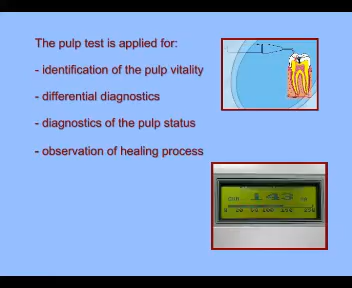 The pulp test is applied for:
- identification of the pulp vitality
- differential diagnostics
- diagnostics of the pulp status
- observation of healing process
143